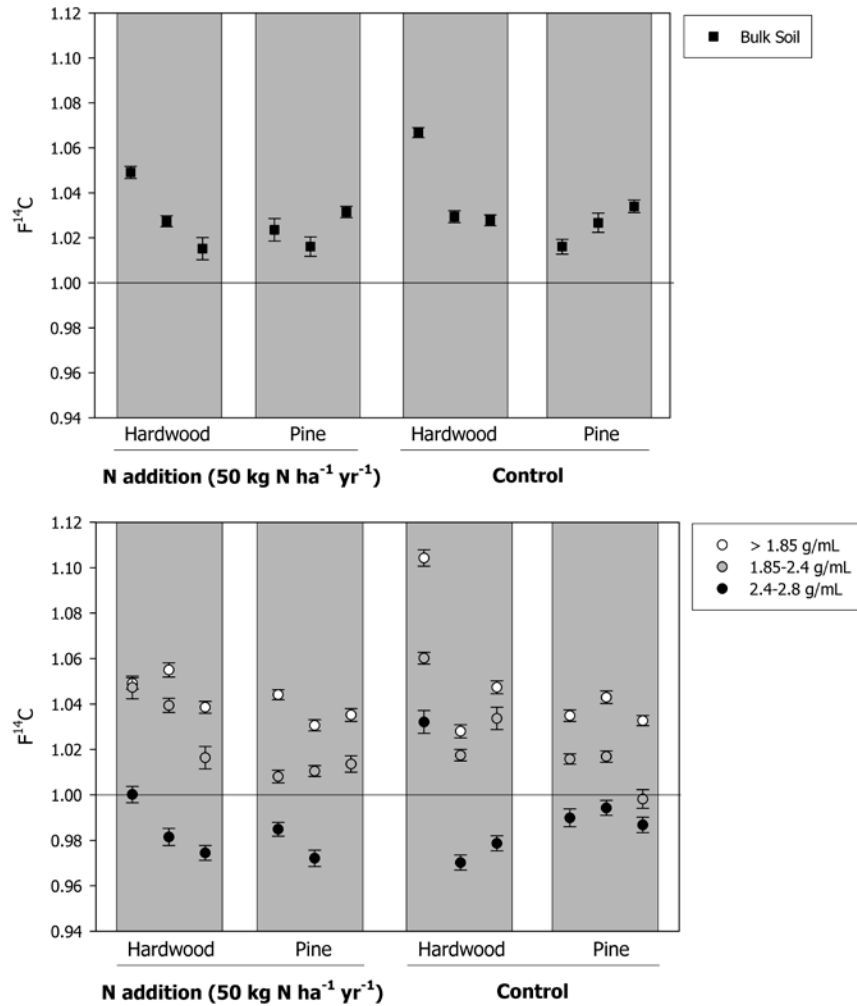 1.12
1.10
1.08
1.06
1.04
1.02
1.00
0.98
0.96
0.94
F¹⁴C
Bulk Soil
Hardwood Pine Hardwood Pine
N addition (50 kg N ha⁻¹ yr⁻¹) Control
1.12
1.10
1.08
1.06
1.04
1.02
1.00
0.98
0.96
0.94
F¹⁴C
> 1.85 g/mL
1.85-2.4 g/mL
2.4-2.8 g/mL
Hardwood Pine Hardwood Pine
N addition (50 kg N ha⁻¹ yr⁻¹) Control